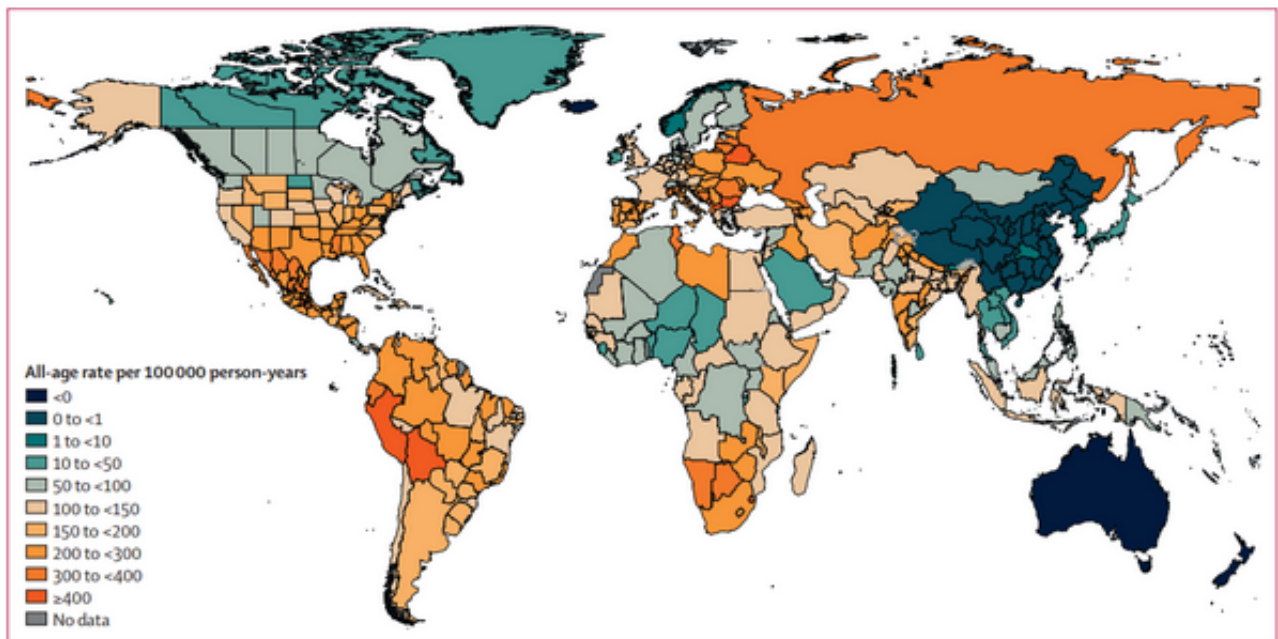 All-age rate per 100 000 person-years
<0
0 to <1
1 to <10
10 to <50
50 to <100
100 to <150
150 to <200
200 to <300
300 to <400
≥400
No data